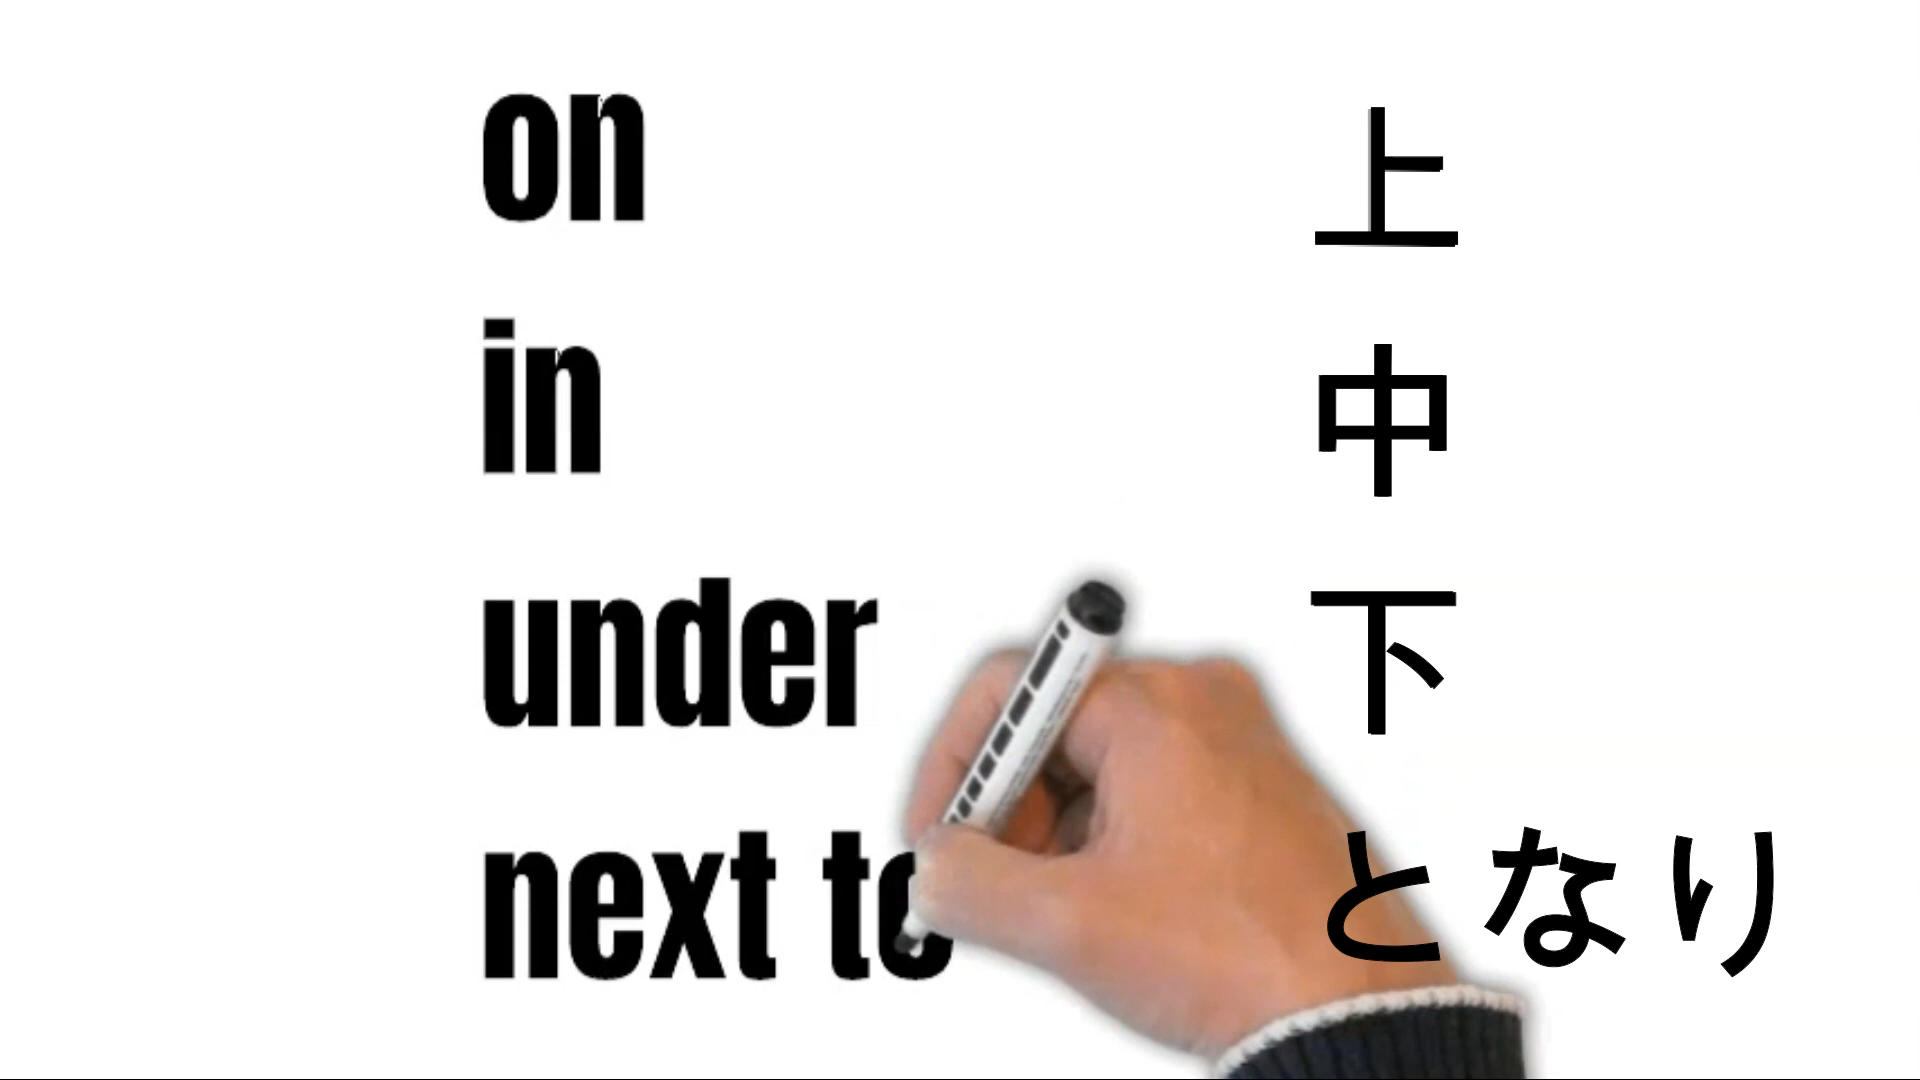 on 上
in 中
under 下
next to となり